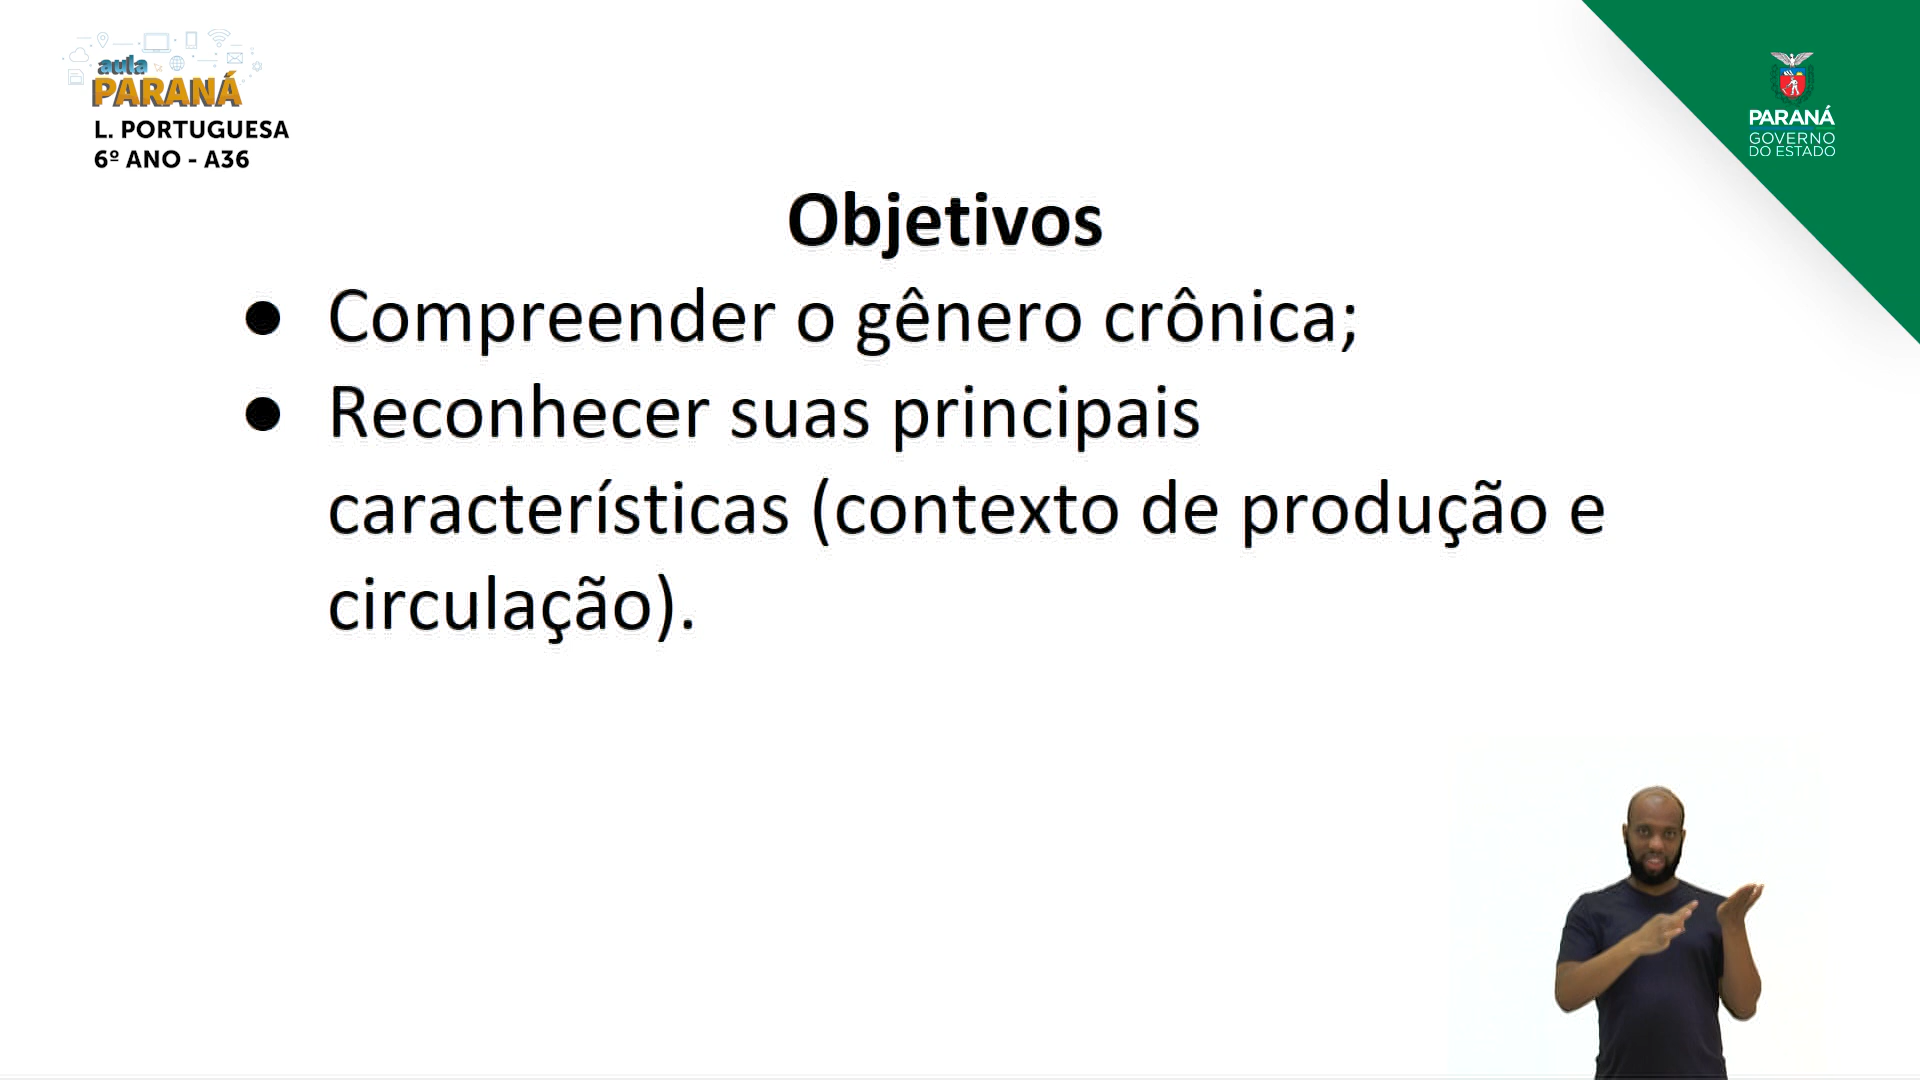 aula
PARANÁ
L. PORTUGUESA
6º ANO - A36
PARANÁ
GOVERNO
DO ESTADO
Objetivos
● Compreender o gênero crônica;
● Reconhecer suas principais
características (contexto de produção e
circulação).